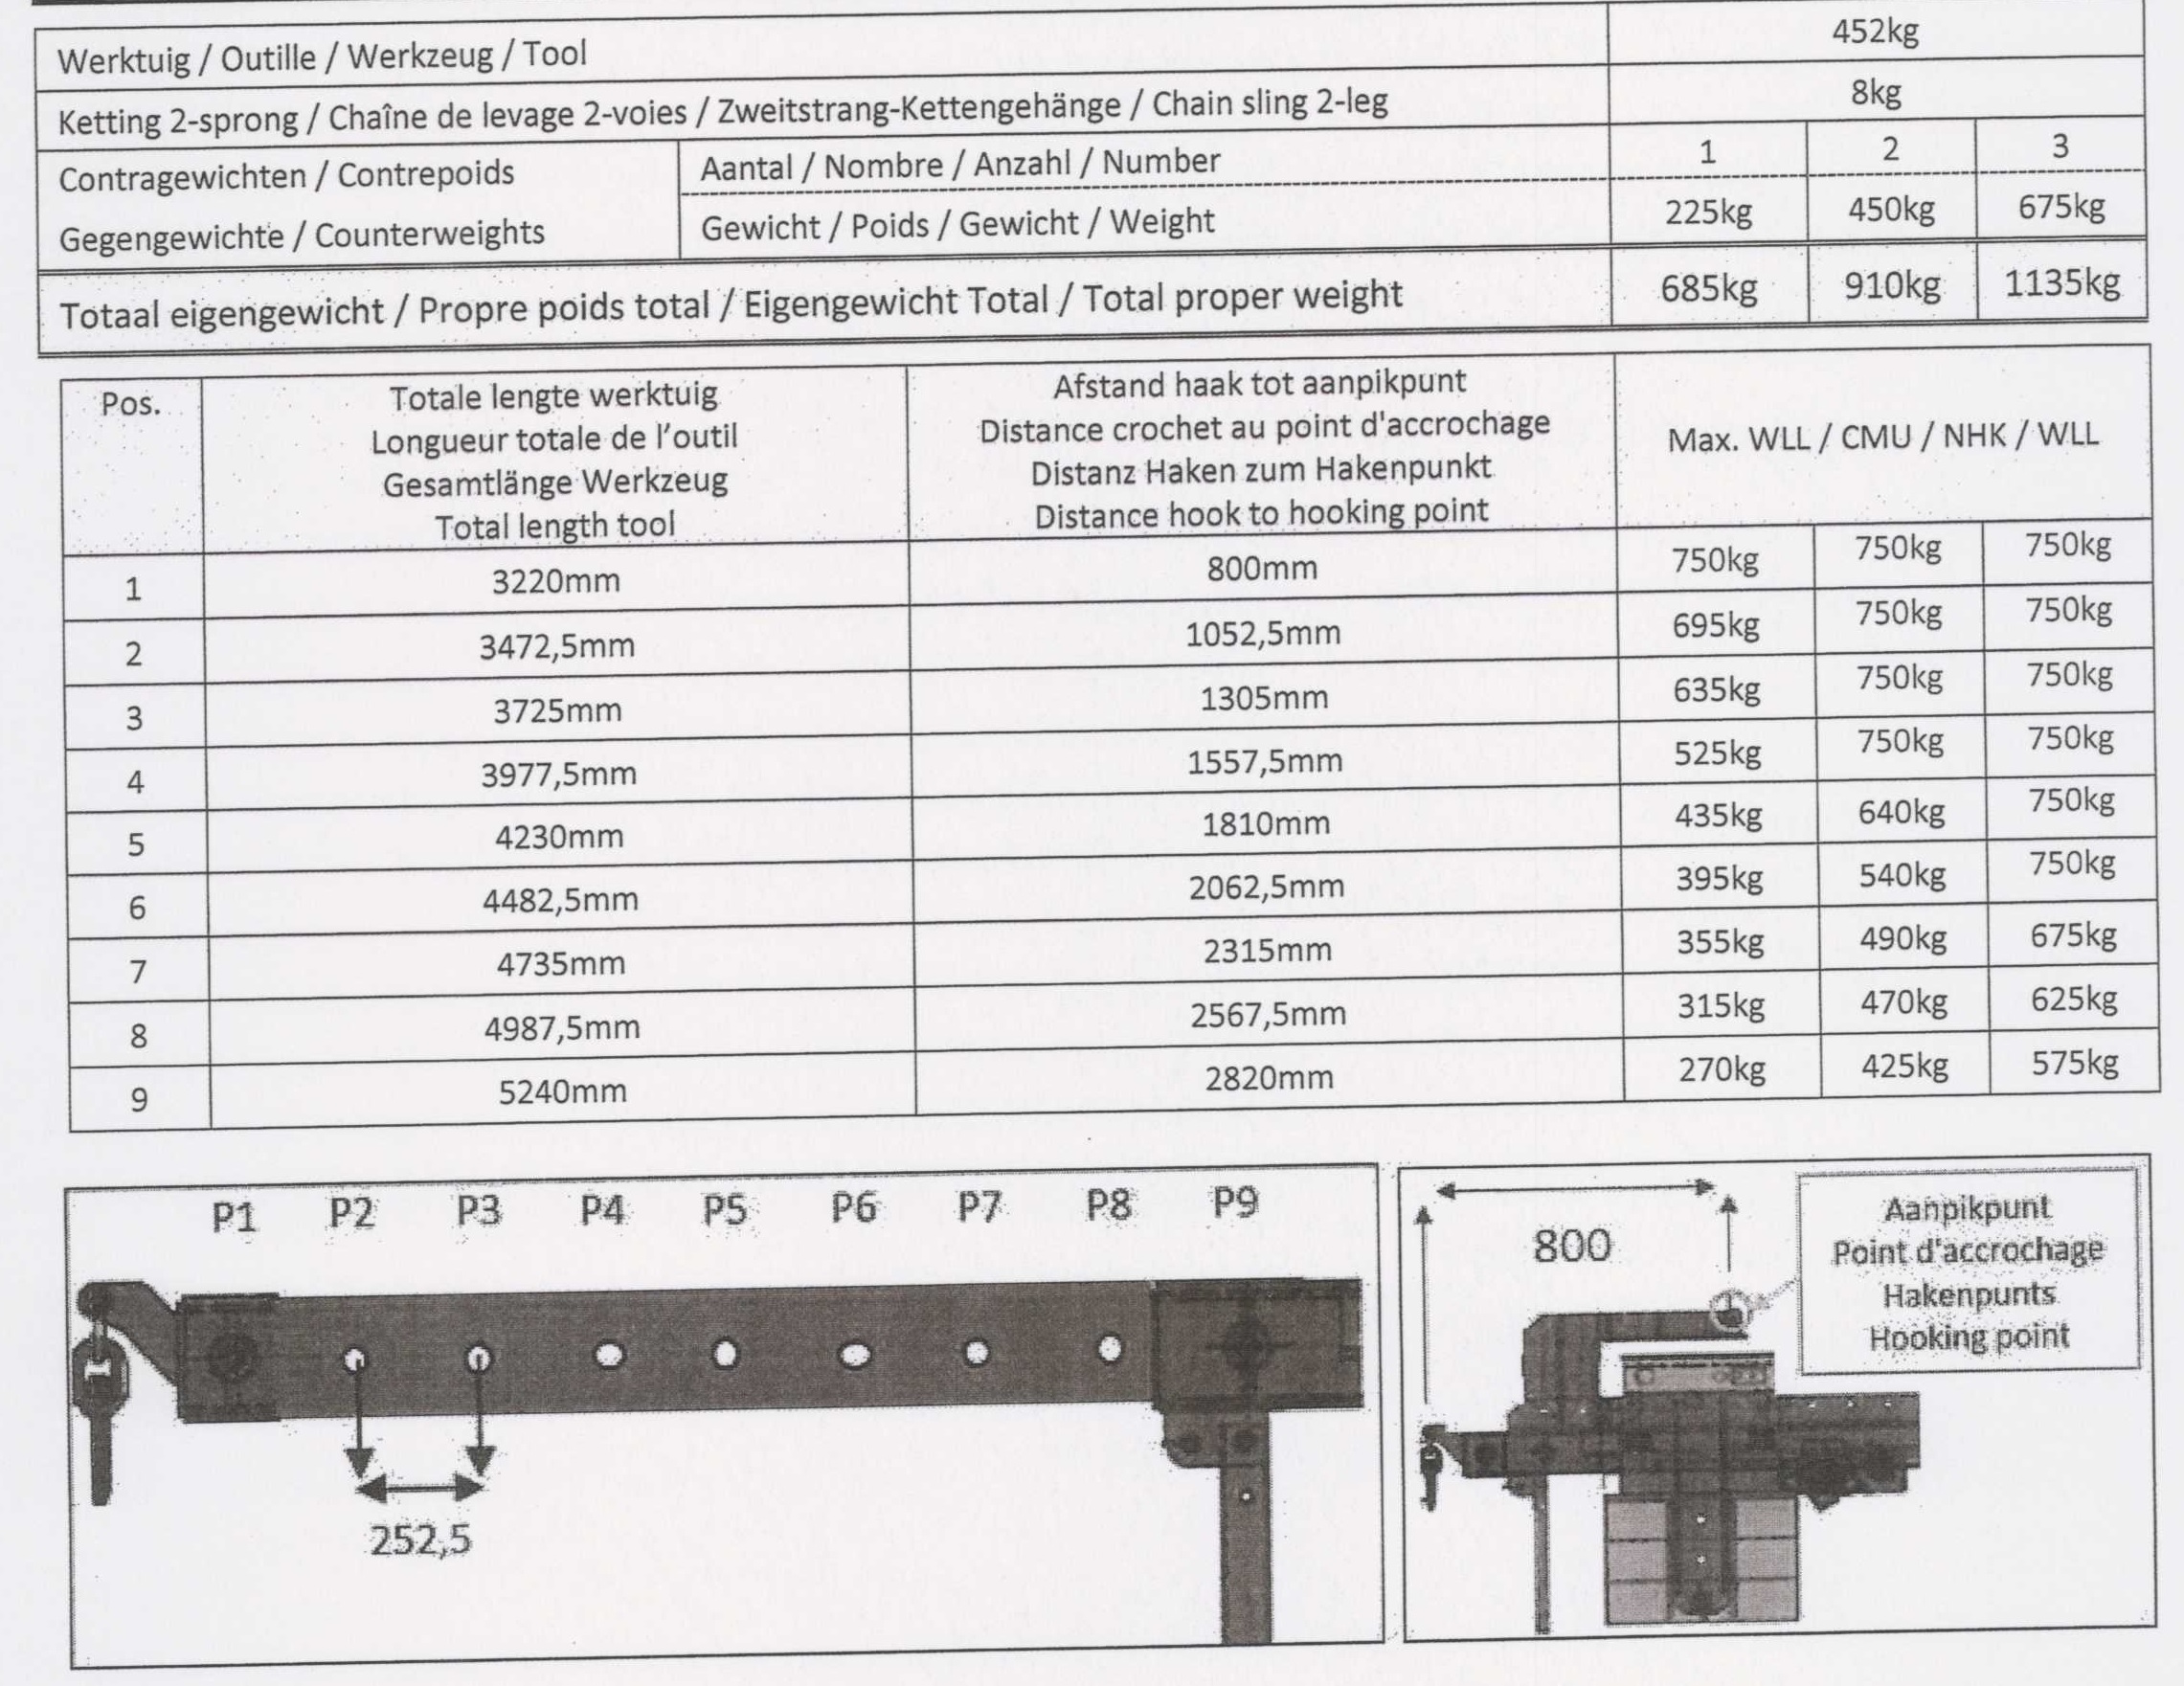 Werktuig / Outille / Werkzeug / Tool 452kg
Ketting 2-sprong / Chaîne de levage 2-voies / Zweitstrang-Kettengehänge / Chain sling 2-leg 8kg
Contragewichten / Contrepoids Aantal / Nombre / Anzahl / Number 1 2 3
Gegengewichte / Counterweights Gewicht / Poids / Gewicht / Weight 225kg 450kg 675kg
Totaal eigengewicht / Propre poids total / Eigengewicht Total / Total proper weight 685kg 910kg 1135kg
Pos.
Totale lengte werktuig
Longueur totale de l’outil
Gesamtlänge Werkzeug
Total length tool
Afstand haak tot aanpikpunt
Distance crochet au point d'accrochage
Distanz Haken zum Hakenpunkt
Distance hook to hooking point
Max. WLL / CMU / NHK / WLL
1 3220mm 800mm 750kg 750kg 750kg
2 3472,5mm 1052,5mm 695kg 750kg 750kg
3 3725mm 1305mm 635kg 750kg 750kg
4 3977,5mm 1557,5mm 525kg 750kg 750kg
5 4230mm 1810mm 435kg 640kg 750kg
6 4482,5mm 2062,5mm 395kg 540kg 750kg
7 4735mm 2315mm 355kg 490kg 675kg
8 4987,5mm 2567,5mm 315kg 470kg 625kg
9 5240mm 2820mm 270kg 425kg 575kg
P1 P2 P3 P4 P5 P6 P7 P8 P9
252,5
800
Aanpikpunt
Point d'accrochage
Hakenpunts
Hooking point